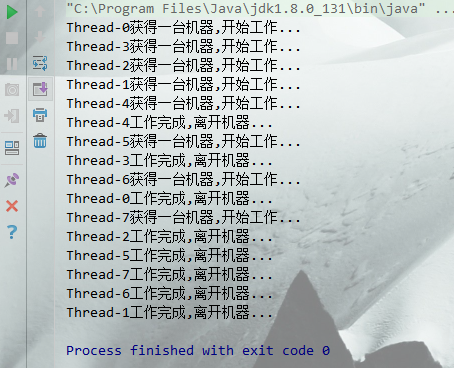 "C:\Program Files\Java\jdk1.8.0_131\bin\java" ...
Thread-0获得一台机器,开始工作...
Thread-3获得一台机器,开始工作...
Thread-2获得一台机器,开始工作...
Thread-1获得一台机器,开始工作...
Thread-4获得一台机器,开始工作...
Thread-4工作完成,离开机器...
Thread-5获得一台机器,开始工作...
Thread-3工作完成,离开机器...
Thread-6获得一台机器,开始工作...
Thread-0工作完成,离开机器...
Thread-7获得一台机器,开始工作...
Thread-2工作完成,离开机器...
Thread-5工作完成,离开机器...
Thread-7工作完成,离开机器...
Thread-6工作完成,离开机器...
Thread-1工作完成,离开机器...
Process finished with exit code 0